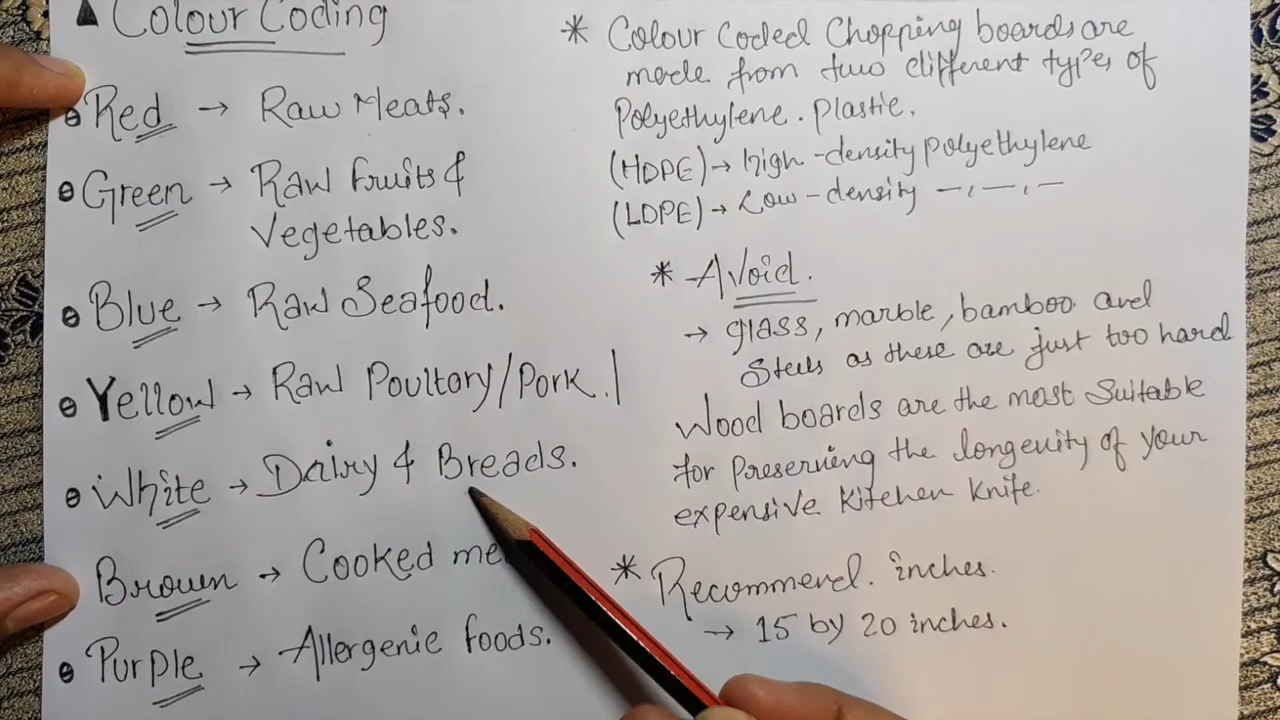 Colour Coding
Red → Raw Meats.
Green → Raw fruits &
Vegetables.
Blue → Raw Seafood.
Yellow → Raw Poultory/Pork.
White → Dairy & Breads.
Brown → Cooked me
Purple → Allergenie foods.
* Colour Coded Chopping boards are
made from two different types of
Polyethylene. plastic.
(HDPE) → high-density polyethylene
(LDPE) → Low-density —,—,—
* Avoid.
→ glass, marble, bamboo and
Steels as these are just too hard
Wood boards are the most Suitable
for Preserving the longenuity of your
expensive Kitchen Knife.
* Recommend. inches.
→ 15 by 20 inches.